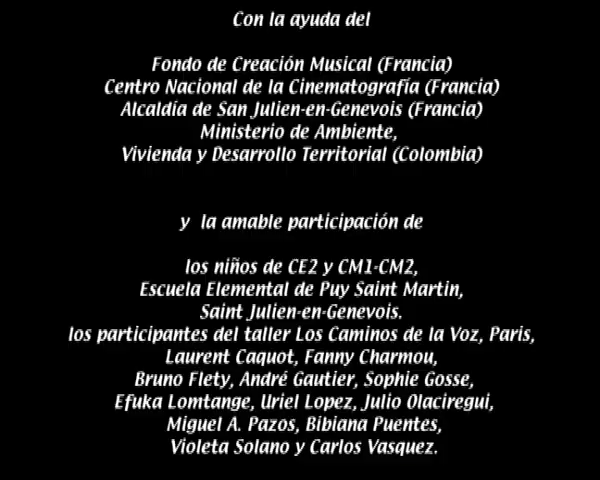 Con la ayuda del
Fondo de Creación Musical (Francia)
Centro Nacional de la Cinematografía (Francia)
Alcaldía de San Julien-en-Genevois (Francia)
Ministerio de Ambiente,
Vivienda y Desarrollo Territorial (Colombia)
y la amable participación de
los niños de CE2 y CM1-CM2,
Escuela Elemental de Puy Saint Martin,
Saint Julien-en-Genevois.
los participantes del taller Los Caminos de la Voz, Paris,
Laurent Caquot, Fanny Charmou,
Bruno Flety, André Gautier, Sophie Gosse,
Efuka Lomtange, Uriel Lopez, Julio Olaciregui,
Miguel A. Pazos, Bibiana Puentes,
Violeta Solano y Carlos Vasquez.